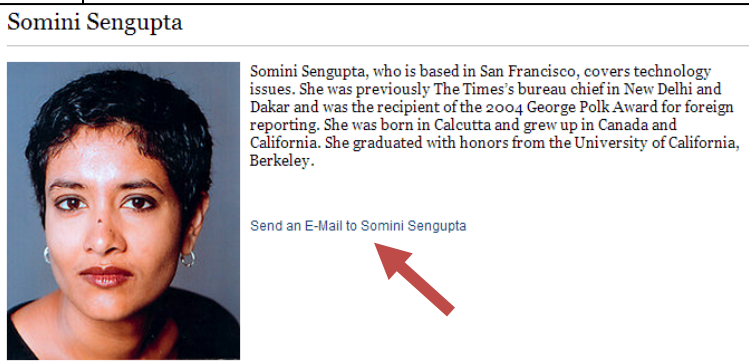 Somini Sengupta
Somini Sengupta, who is based in San Francisco, covers technology
issues. She was previously The Times's bureau chief in New Delhi and
Dakar and was the recipient of the 2004 George Polk Award for foreign
reporting. She was born in Calcutta and grew up in Canada and
California. She graduated with honors from the University of California,
Berkeley.
Send an E-Mail to Somini Sengupta